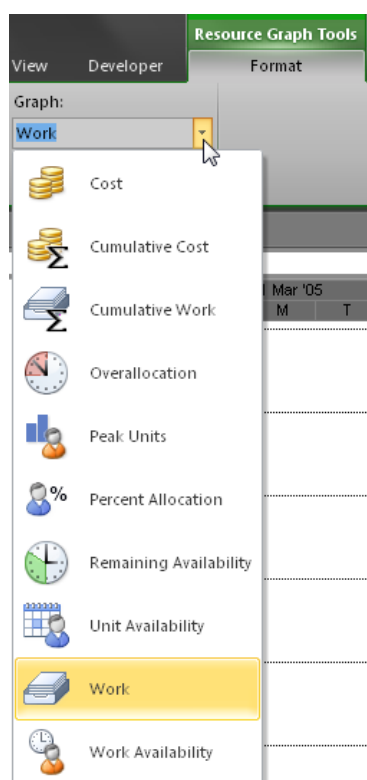 Resource Graph Tools
View Developer Format
Graph:
Work
Cost
Cumulative Cost
Cumulative Work
Mar '05
M T
Overallocation
Peak Units
% Percent Allocation
Remaining Availability
Unit Availability
Work
Work Availability